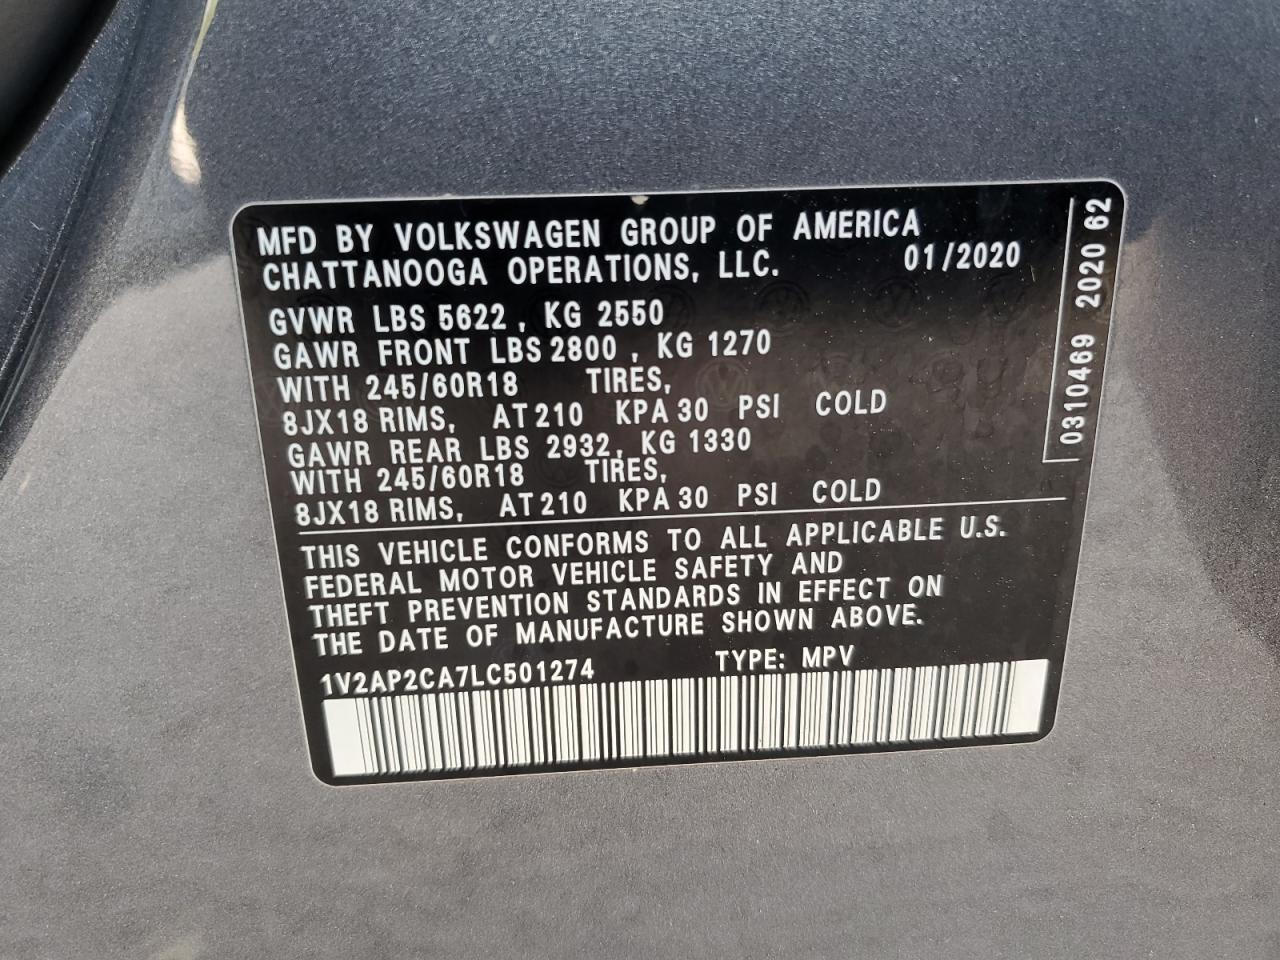 MFD BY VOLKSWAGEN GROUP OF AMERICA
CHATTANOOGA OPERATIONS, LLC. 01/2020
GVWR LBS 5622, KG 2550
GAWR FRONT LBS 2800, KG 1270
WITH 245/60R18 TIRES,
8JX18 RIMS, AT 210 KPA 30 PSI COLD
GAWR REAR LBS 2932, KG 1330
WITH 245/60R18 TIRES,
8JX18 RIMS, AT 210 KPA 30 PSI COLD
THIS VEHICLE CONFORMS TO ALL APPLICABLE U.S.
FEDERAL MOTOR VEHICLE SAFETY AND
THEFT PREVENTION STANDARDS IN EFFECT ON
THE DATE OF MANUFACTURE SHOWN ABOVE.
1V2AP2CA7LC501274 TYPE: MPV
0310469 2020 62